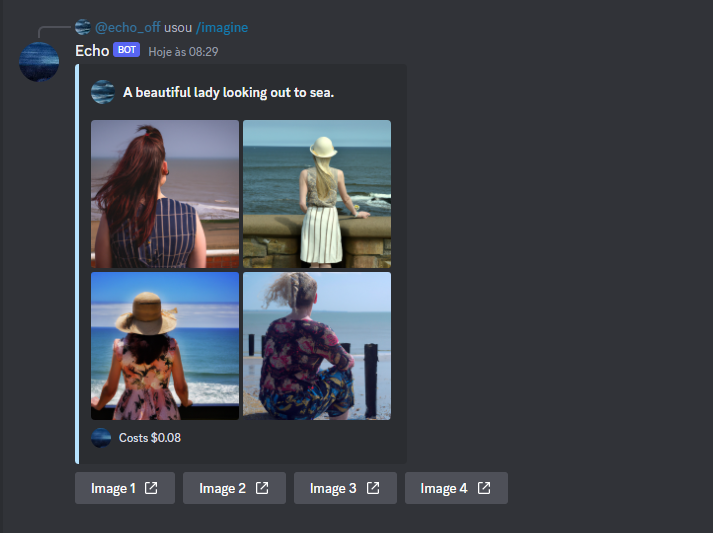 @echo_off usou /imagine
Echo BOT Hoje às 08:29
A beautiful lady looking out to sea.
Costs $0.08
Image 1 Image 2 Image 3 Image 4